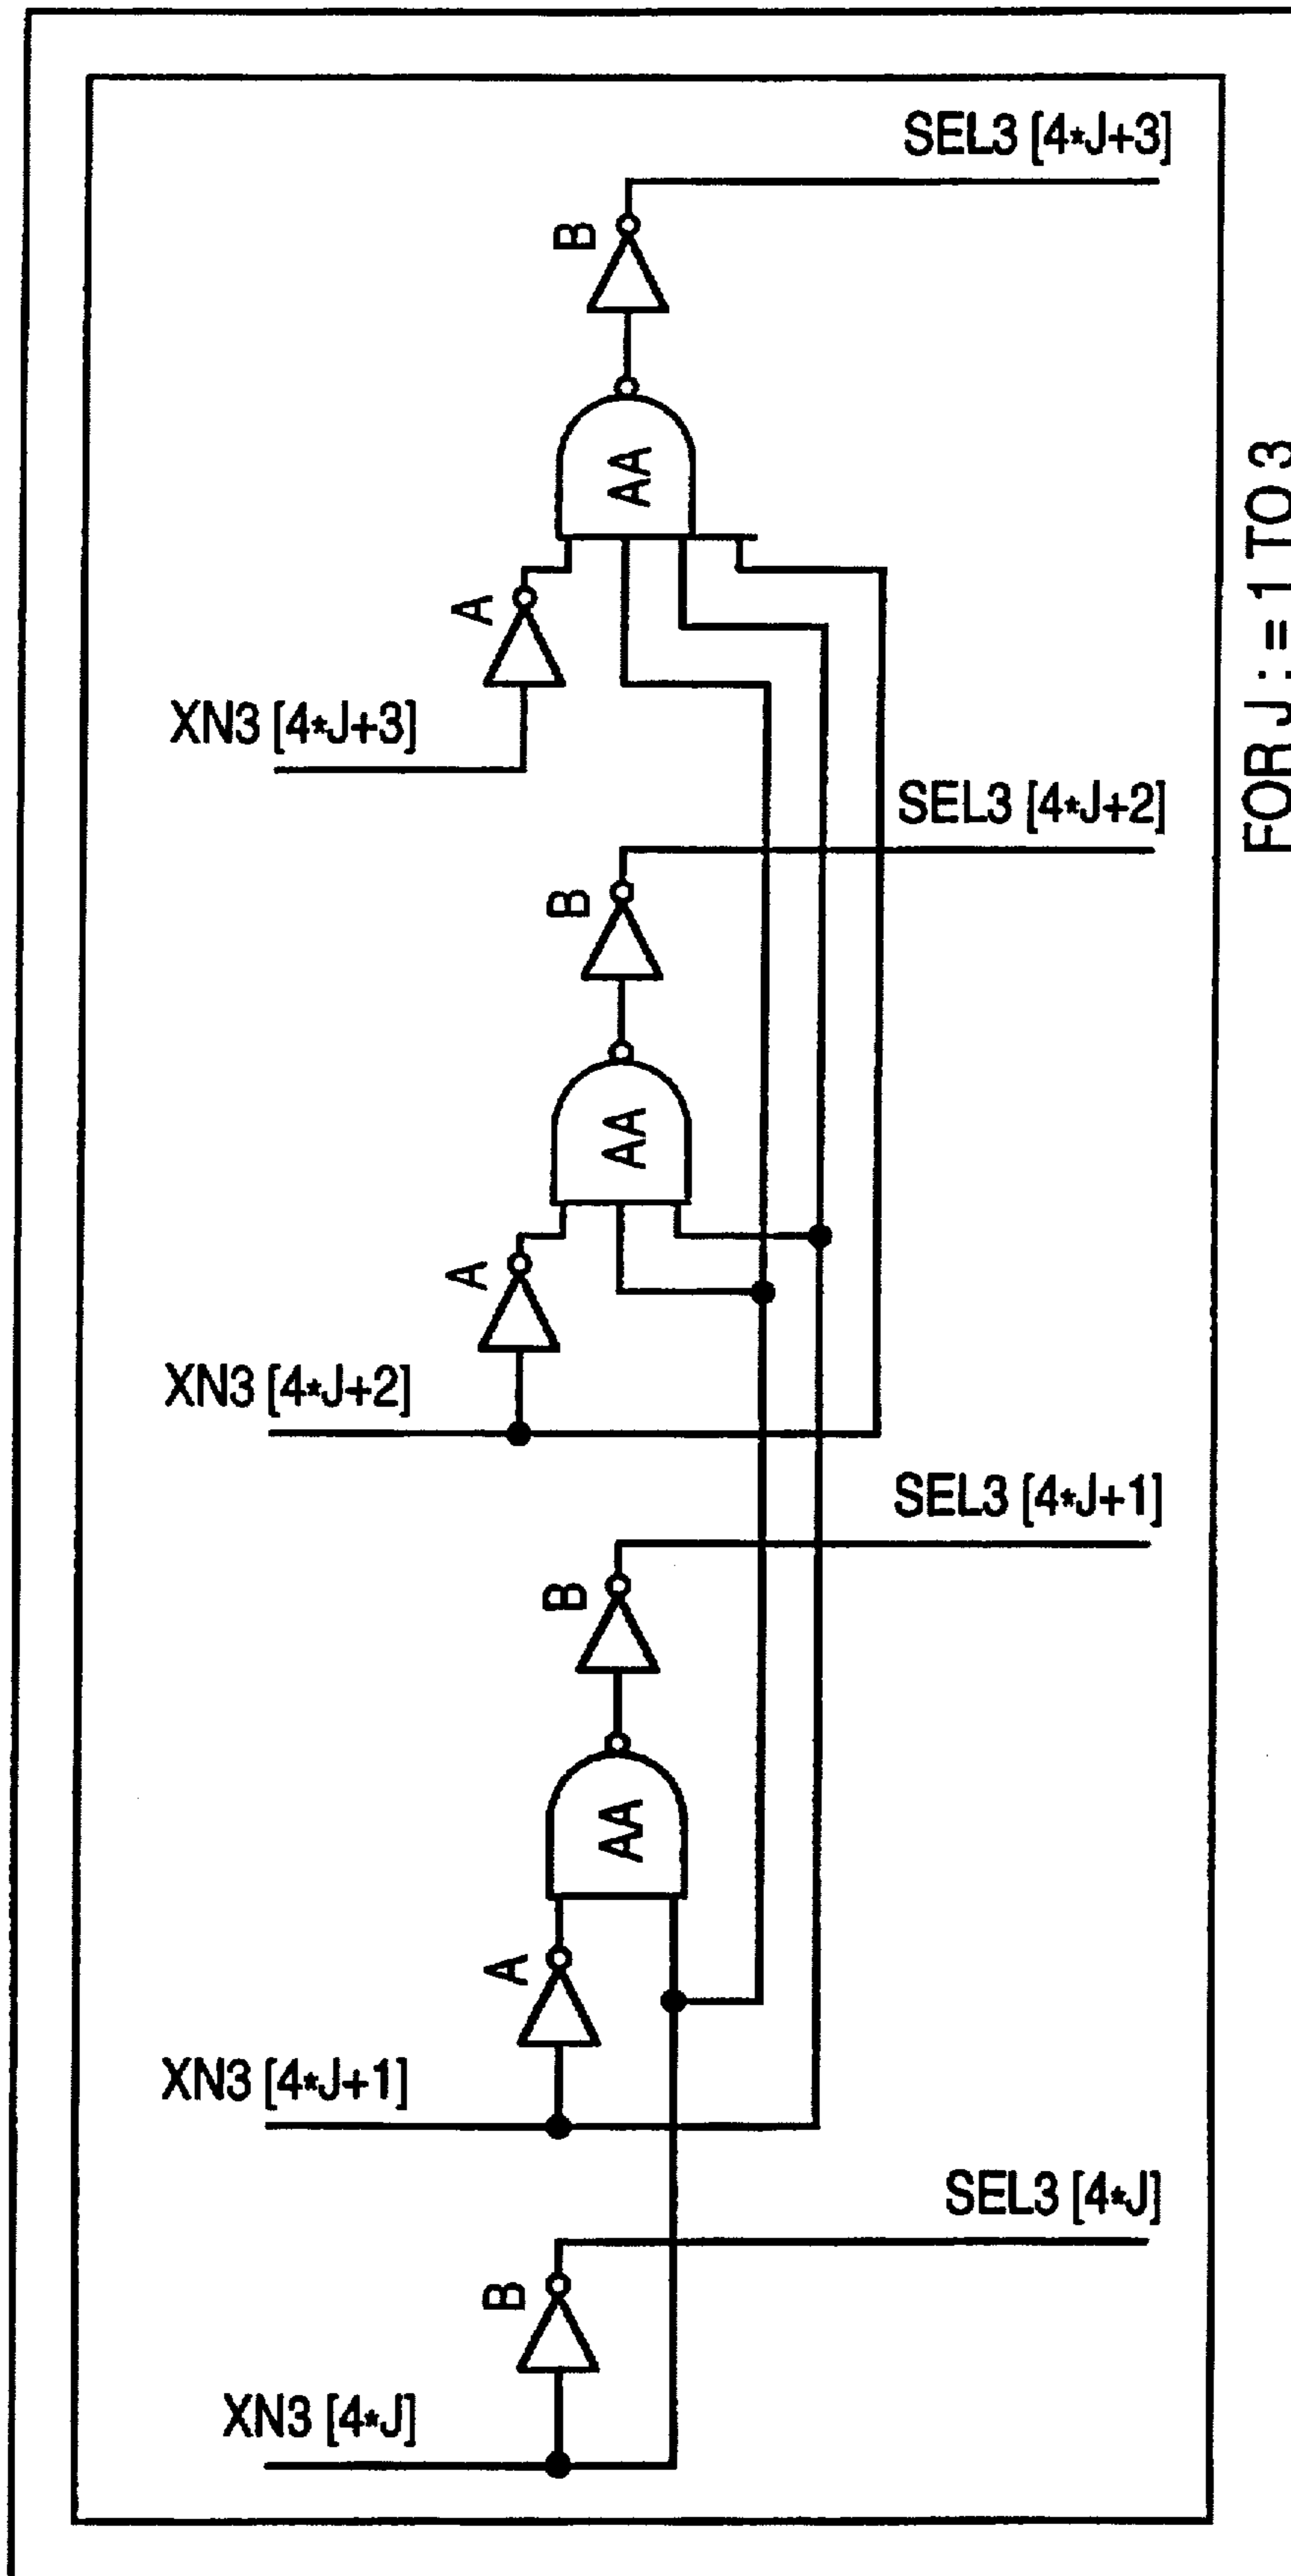 SEL3 [4*J+3]
B
AA
A
XN3 [4*J+3]
SEL3 [4*J+2]
B
AA
A
XN3 [4*J+2]
SEL3 [4*J+1]
B
AA
A
XN3 [4*J+1]
SEL3 [4*J]
B
XN3 [4*J]
FOR J : = 1 TO 3